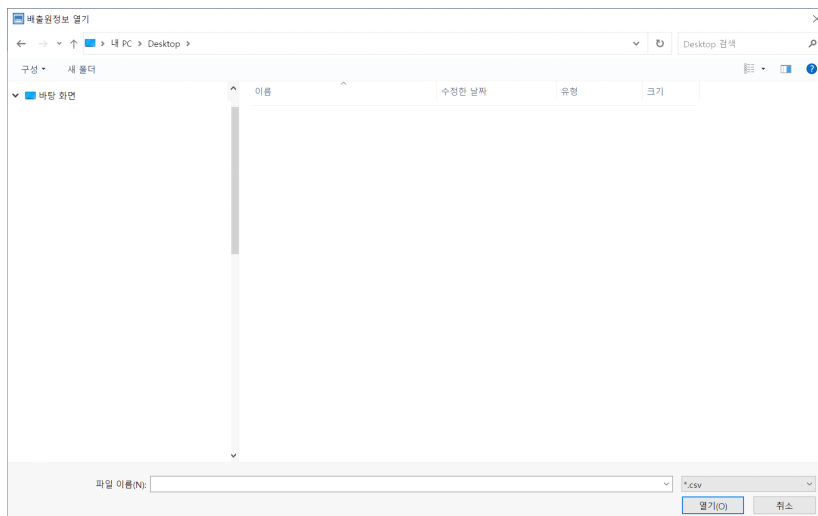 배출원정보 열기
내 PC > Desktop >
Desktop 검색
구성
새 폴더
바탕 화면
이름
수정한 날짜
유형
크기
파일 이름(N):
*.csv
열기(O)
취소